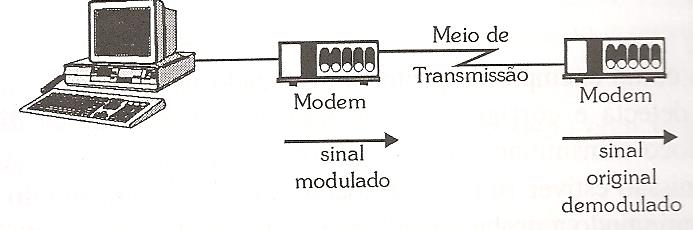 Meio de
Transmissão
Modem
Modem
sinal
modulado
sinal
original
demodulado